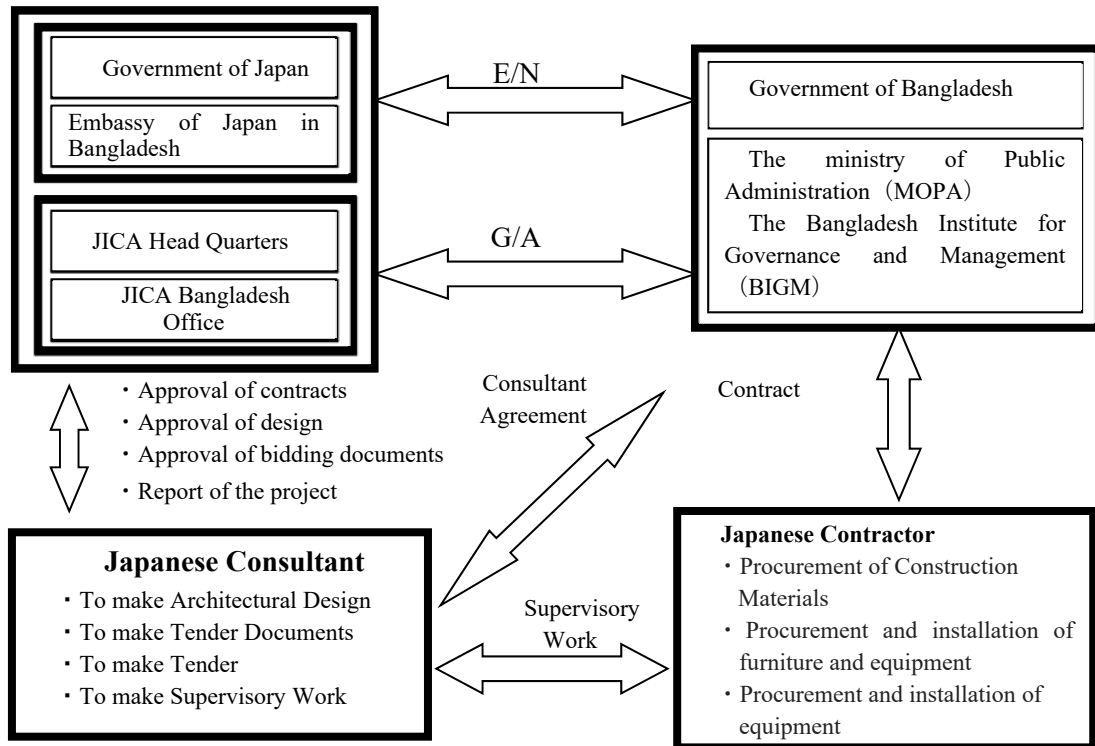 Government of Japan
Embassy of Japan in
Bangladesh
JICA Head Quarters
JICA Bangladesh
Office
E/N
G/A
Government of Bangladesh
The ministry of Public
Administration（MOPA）
The Bangladesh Institute for
Governance and Management
（BIGM）
・Approval of contracts
・Approval of design
・Approval of bidding documents
・Report of the project
Consultant
Agreement
Contract
Japanese Consultant
・To make Architectural Design
・To make Tender Documents
・To make Tender
・To make Supervisory Work
Supervisory
Work
Japanese Contractor
・Procurement of Construction
Materials
・Procurement and installation of
furniture and equipment
・Procurement and installation of
equipment